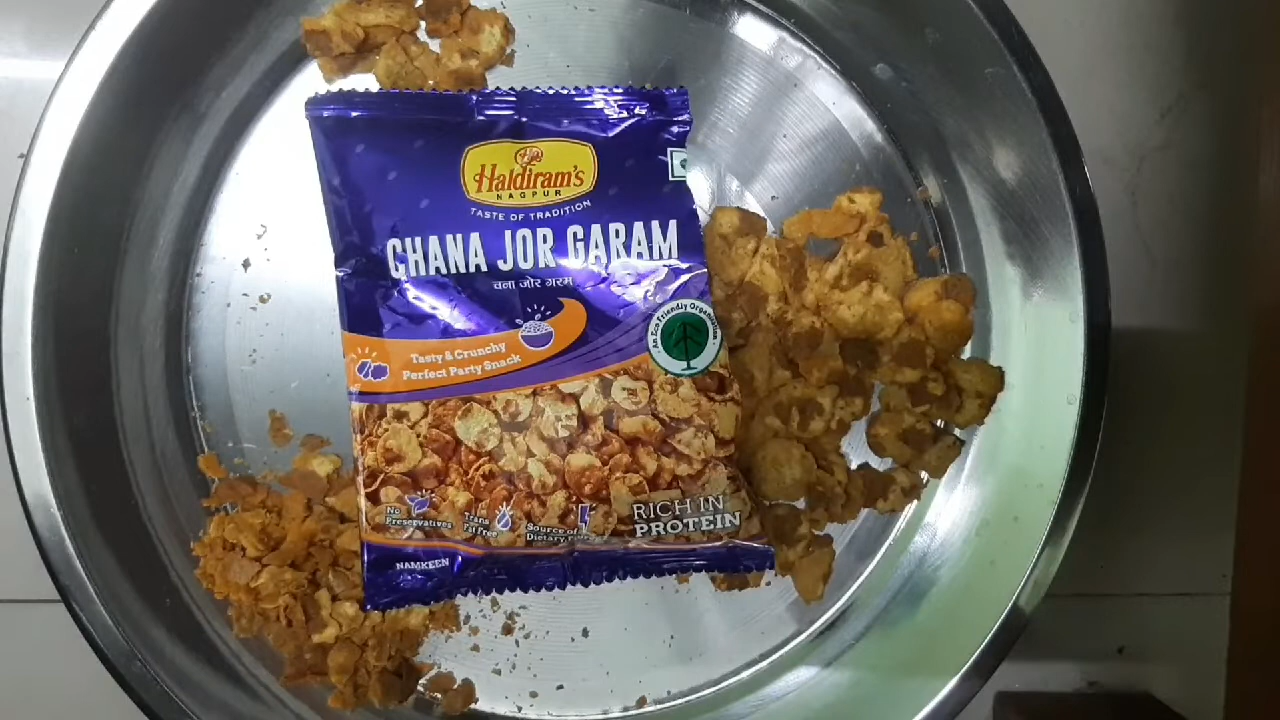 Haldiram's
NAGPUR
TASTE OF TRADITION
CHANA JOR GARAM
चना जोर गरम
An Eco Friendly Organisation
Tasty & Crunchy
Perfect Party Snack
No
Preservatives
Trans
Fat Free
Source of
Dietary
RICH IN
PROTEIN
NAMKEEN